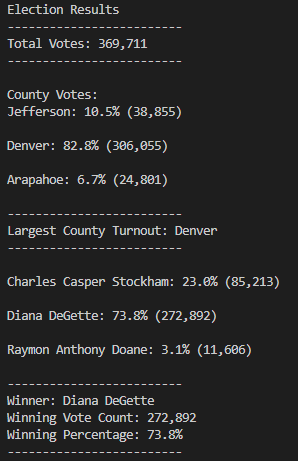 Election Results
-------------------------
Total Votes: 369,711
-------------------------
County Votes:
Jefferson: 10.5% (38,855)
Denver: 82.8% (306,055)
Arapahoe: 6.7% (24,801)
-------------------------
Largest County Turnout: Denver
-------------------------
Charles Casper Stockham: 23.0% (85,213)
Diana DeGette: 73.8% (272,892)
Raymon Anthony Doane: 3.1% (11,606)
-------------------------
Winner: Diana DeGette
Winning Vote Count: 272,892
Winning Percentage: 73.8%
-------------------------